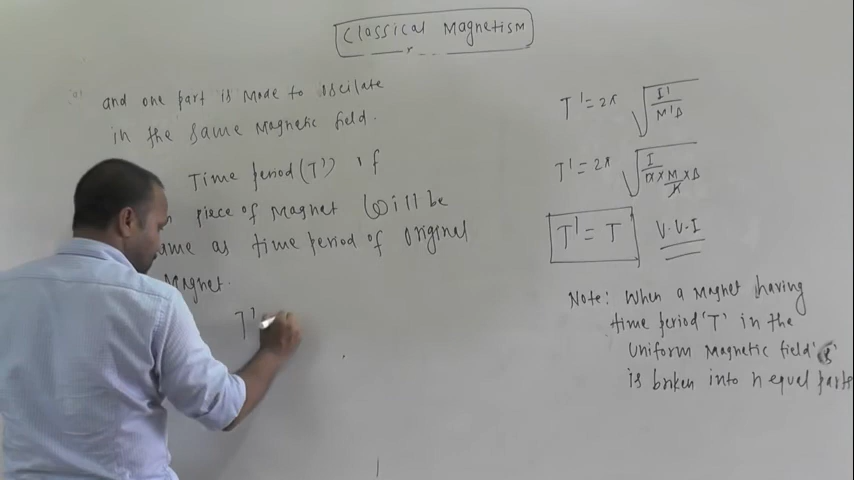 Classical Magnetism
and one part is Made to oscilate
in the same Magnetic field.
Time period (T') of
piece of Magnet Will be
ame as time period of original
Magnet.
T'
T' = 2π √ I' / M'B
T' = 2π √ I / n × M / n × B
T' = T V.V.I
Note: When a Magnet having
time period 'T' in the
Uniform Magnetic field 'B'
is broken into n equal parts